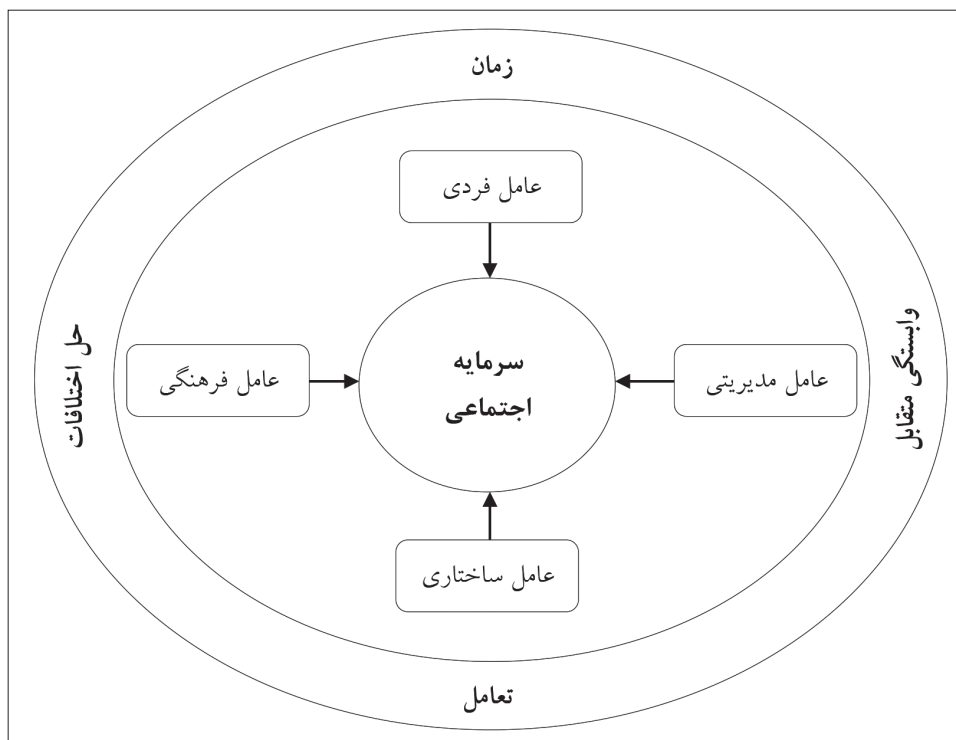 زمان
عامل فردی
وابستگی متقابل
عامل مدیریتی
سرمایه
اجتماعی
عامل فرهنگی
حل اختلافات
عامل ساختاری
تعامل